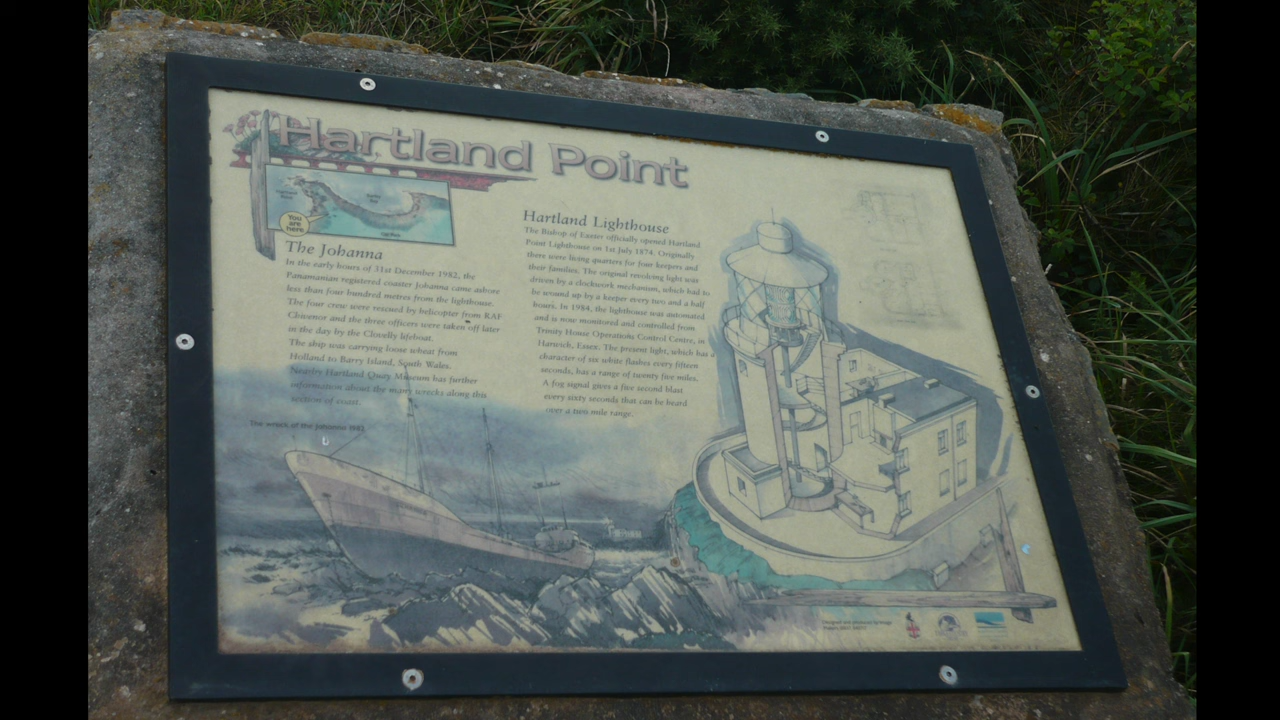 Hartland Point
You
are
here
The Johanna
In the early hours of 31st December 1982, the
Panamanian registered coaster Johanna came ashore
less than four hundred metres from the lighthouse.
The four crew were rescued by helicopter from RAF
Chivenor and the three officers were taken off later
in the day by the Clovelly lifeboat.
The ship was carrying loose wheat from
Holland to Barry Island, South Wales.
Nearby Hartland Quay Museum has further
information about the many wrecks along this
section of coast.
The wreck of the Johanna 1982
Hartland Lighthouse
The Bishop of Exeter officially opened Hartland
Point Lighthouse on 1st July 1874. Originally
there were living quarters for four keepers and
their families. The original revolving light was
driven by a clockwork mechanism, which had to
be wound up by a keeper every two and a half
hours. In 1984, the lighthouse was automated
and is now monitored and controlled from
Trinity House Operations Control Centre, in
Harwich, Essex. The present light, which has a
character of six white flashes every fifteen
seconds, has a range of twenty five miles.
A fog signal gives a five second blast
every sixty seconds that can be heard
over a two mile range.